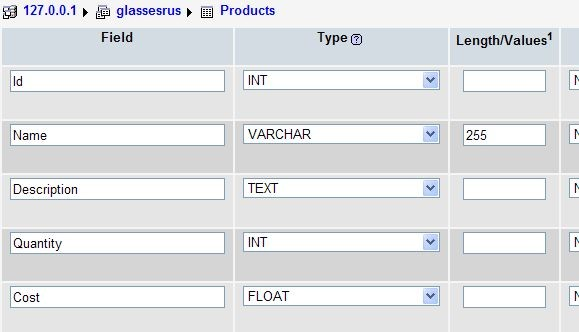 127.0.0.1 glassesrus Products
Field Type Length/Values1
Id INT
Name VARCHAR 255
Description TEXT
Quantity INT
Cost FLOAT